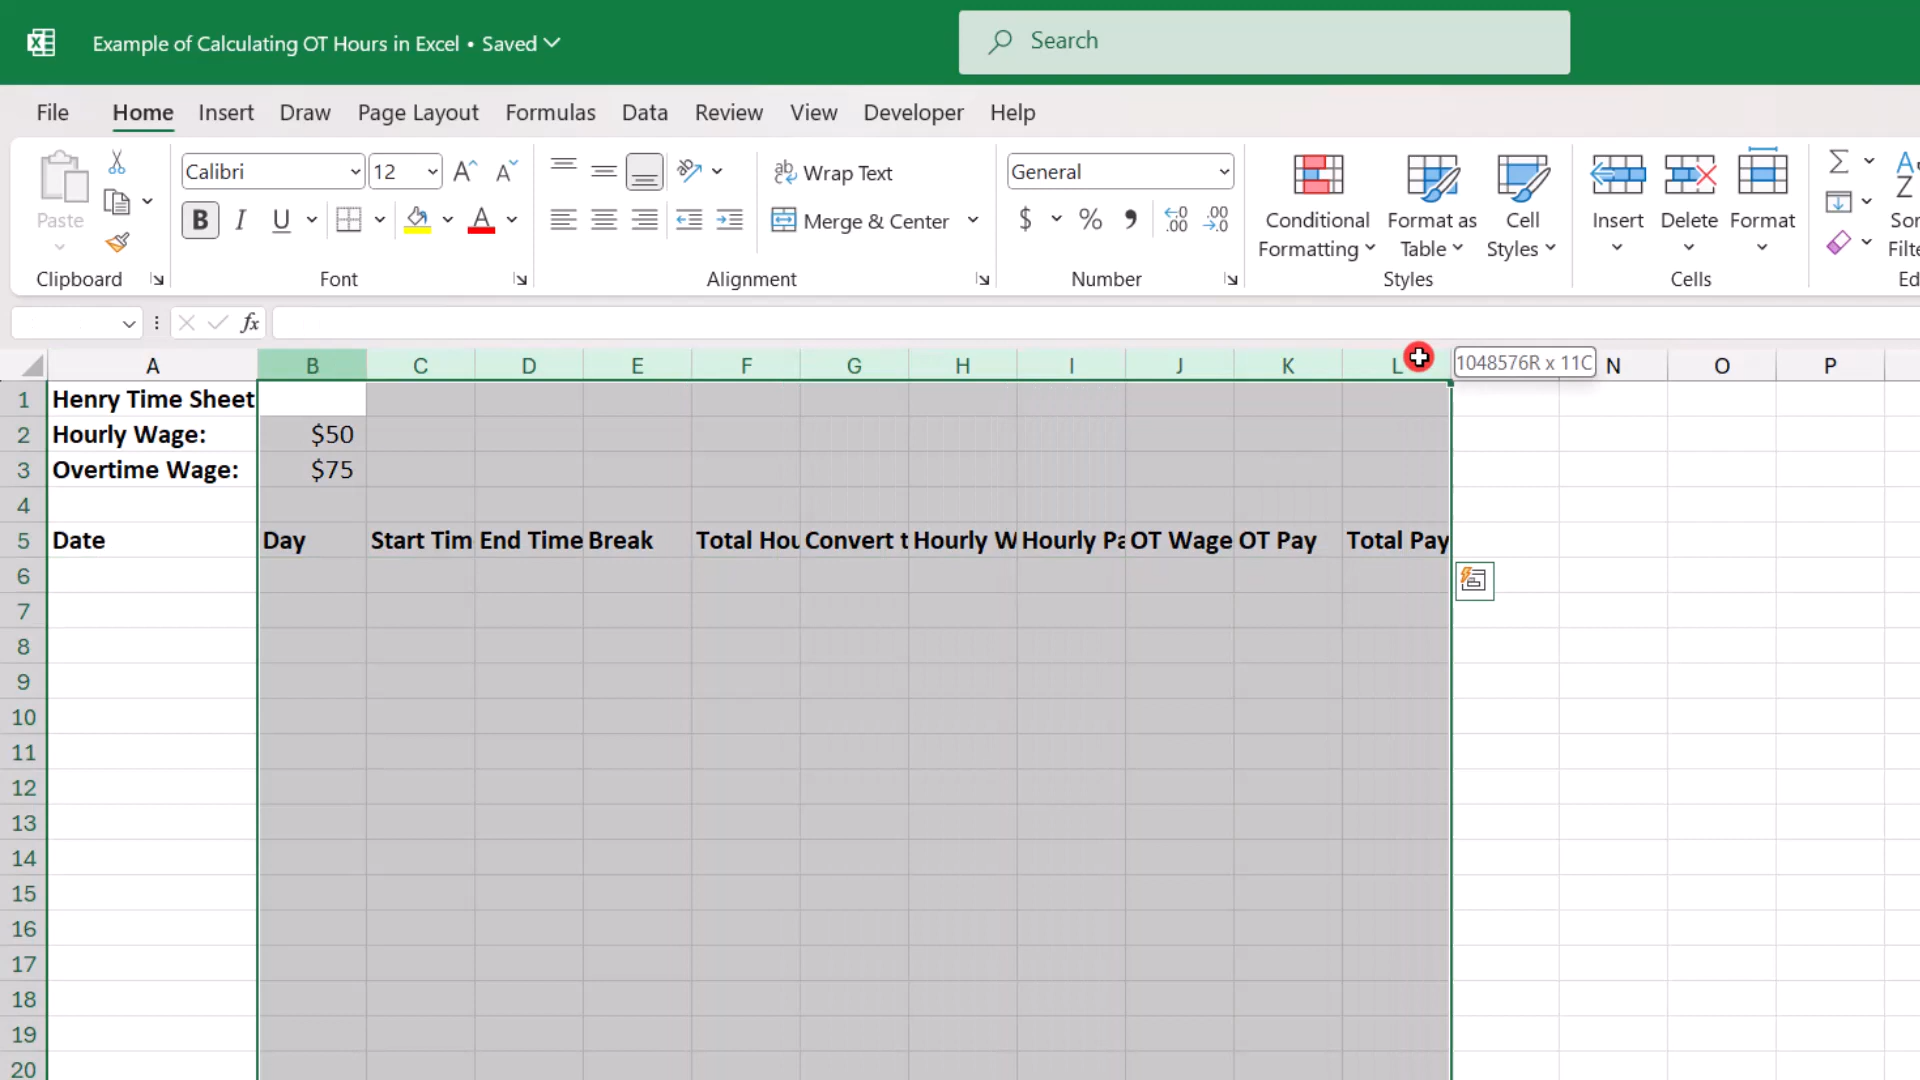 Example of Calculating OT Hours in Excel • Saved
Search
File Home Insert Draw Page Layout Formulas Data Review View Developer Help
Paste
Clipboard
Calibri 12
B I U
Font
Wrap Text
Merge & Center
Alignment
General
$ % 9
Number
Conditional Formatting
Format as Table
Cell Styles
Styles
Insert Delete Format
Cells
Sor
Filte
Ed
fx
A B C D E F G H I J K L N O P
1048576R x 11C
1 Henry Time Sheet
2 Hourly Wage: $50
3 Overtime Wage: $75
4
5 Date Day Start Tim End Time Break Total Hou Convert t Hourly W Hourly Pa OT Wage OT Pay Total Pay
6
7
8
9
10
11
12
13
14
15
16
17
18
19
20